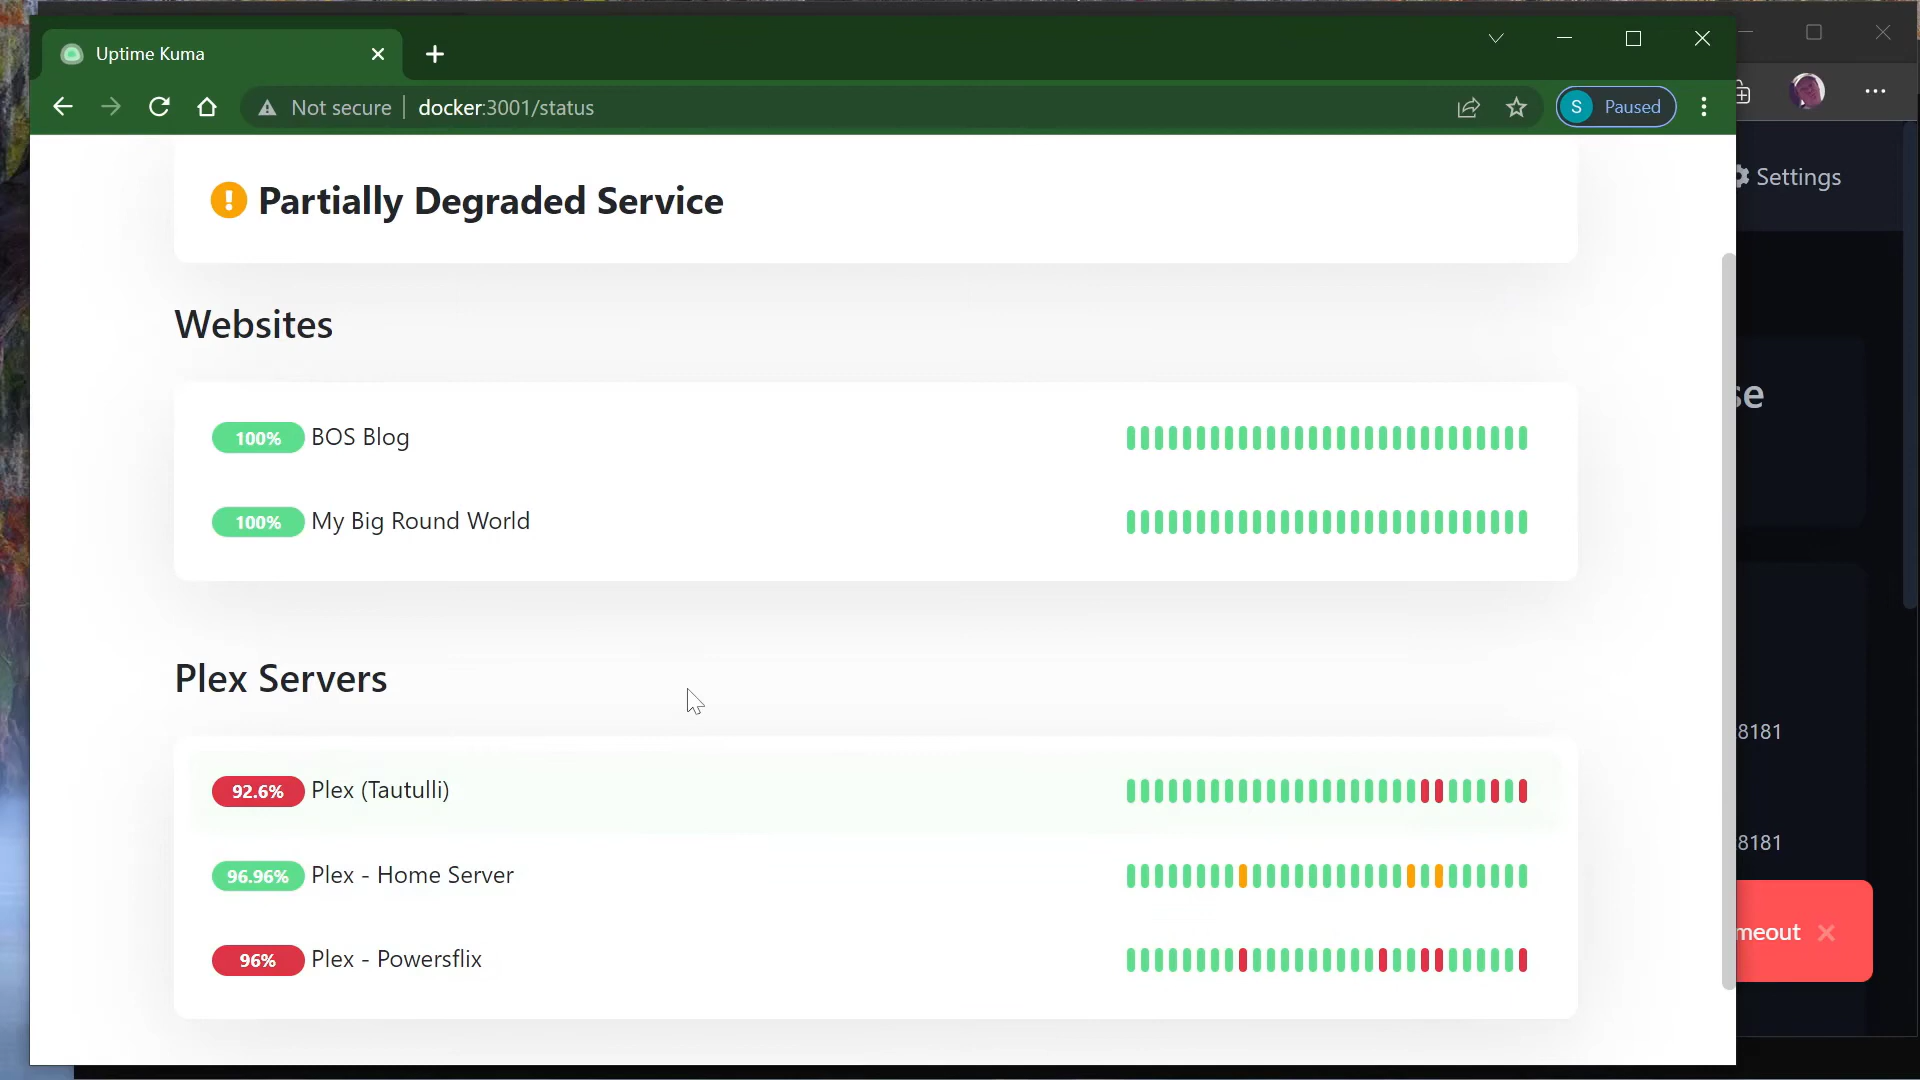 Uptime Kuma
Not secure
docker:3001/status
S
Paused
Settings
Partially Degraded Service
se
Websites
100% BOS Blog
100% My Big Round World
Plex Servers
8181
92.6% Plex (Tautulli)
8181
96.96% Plex - Home Server
meout
96% Plex - Powersflix